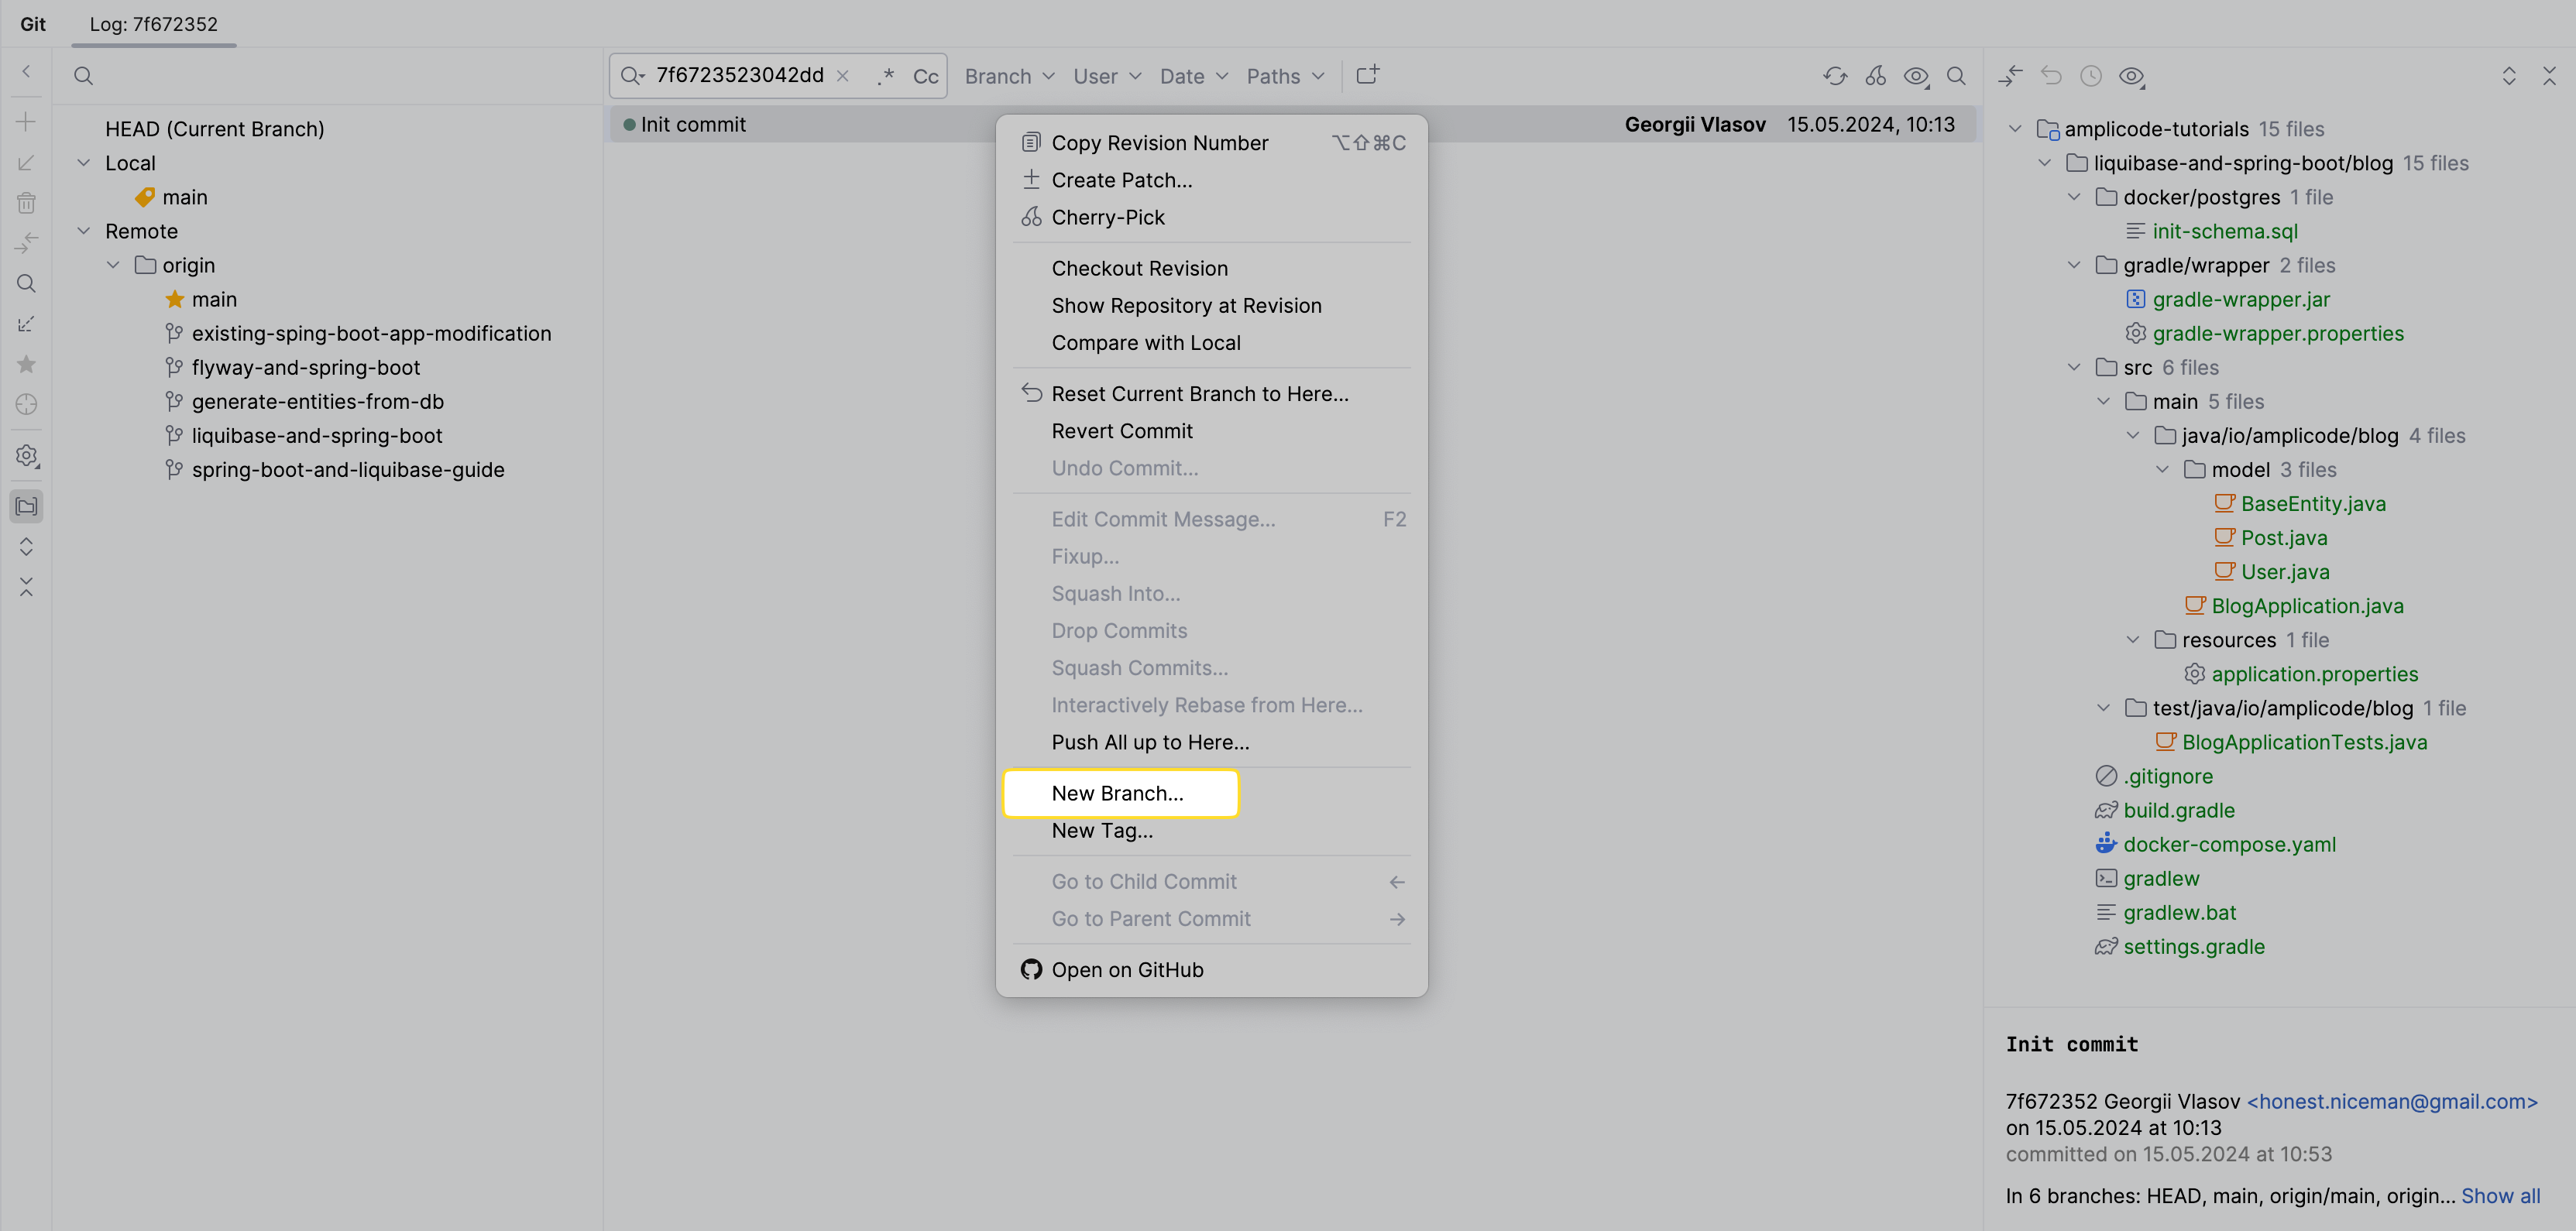 Git
Log: 7f672352
7f6723523042dd
.*
Cc
Branch
User
Date
Paths
HEAD (Current Branch)
Local
main
Remote
origin
main
existing-sping-boot-app-modification
flyway-and-spring-boot
generate-entities-from-db
liquibase-and-spring-boot
spring-boot-and-liquibase-guide
Init commit
Georgii Vlasov 15.05.2024, 10:13
Copy Revision Number ⌥⇧⌘C
Create Patch...
Cherry-Pick
Checkout Revision
Show Repository at Revision
Compare with Local
Reset Current Branch to Here...
Revert Commit
Undo Commit...
Edit Commit Message... F2
Fixup...
Squash Into...
Drop Commits
Squash Commits...
Interactively Rebase from Here...
Push All up to Here...
New Branch...
New Tag...
Go to Child Commit ←
Go to Parent Commit →
Open on GitHub
amplicode-tutorials 15 files
liquibase-and-spring-boot/blog 15 files
docker/postgres 1 file
init-schema.sql
gradle/wrapper 2 files
gradle-wrapper.jar
gradle-wrapper.properties
src 6 files
main 5 files
java/io/amplicode/blog 4 files
model 3 files
BaseEntity.java
Post.java
User.java
BlogApplication.java
resources 1 file
application.properties
test/java/io/amplicode/blog 1 file
BlogApplicationTests.java
.gitignore
build.gradle
docker-compose.yaml
gradlew
gradlew.bat
settings.gradle
Init commit
7f672352 Georgii Vlasov <honest.niceman@gmail.com>
on 15.05.2024 at 10:13
committed on 15.05.2024 at 10:53
In 6 branches: HEAD, main, origin/main, origin... Show all